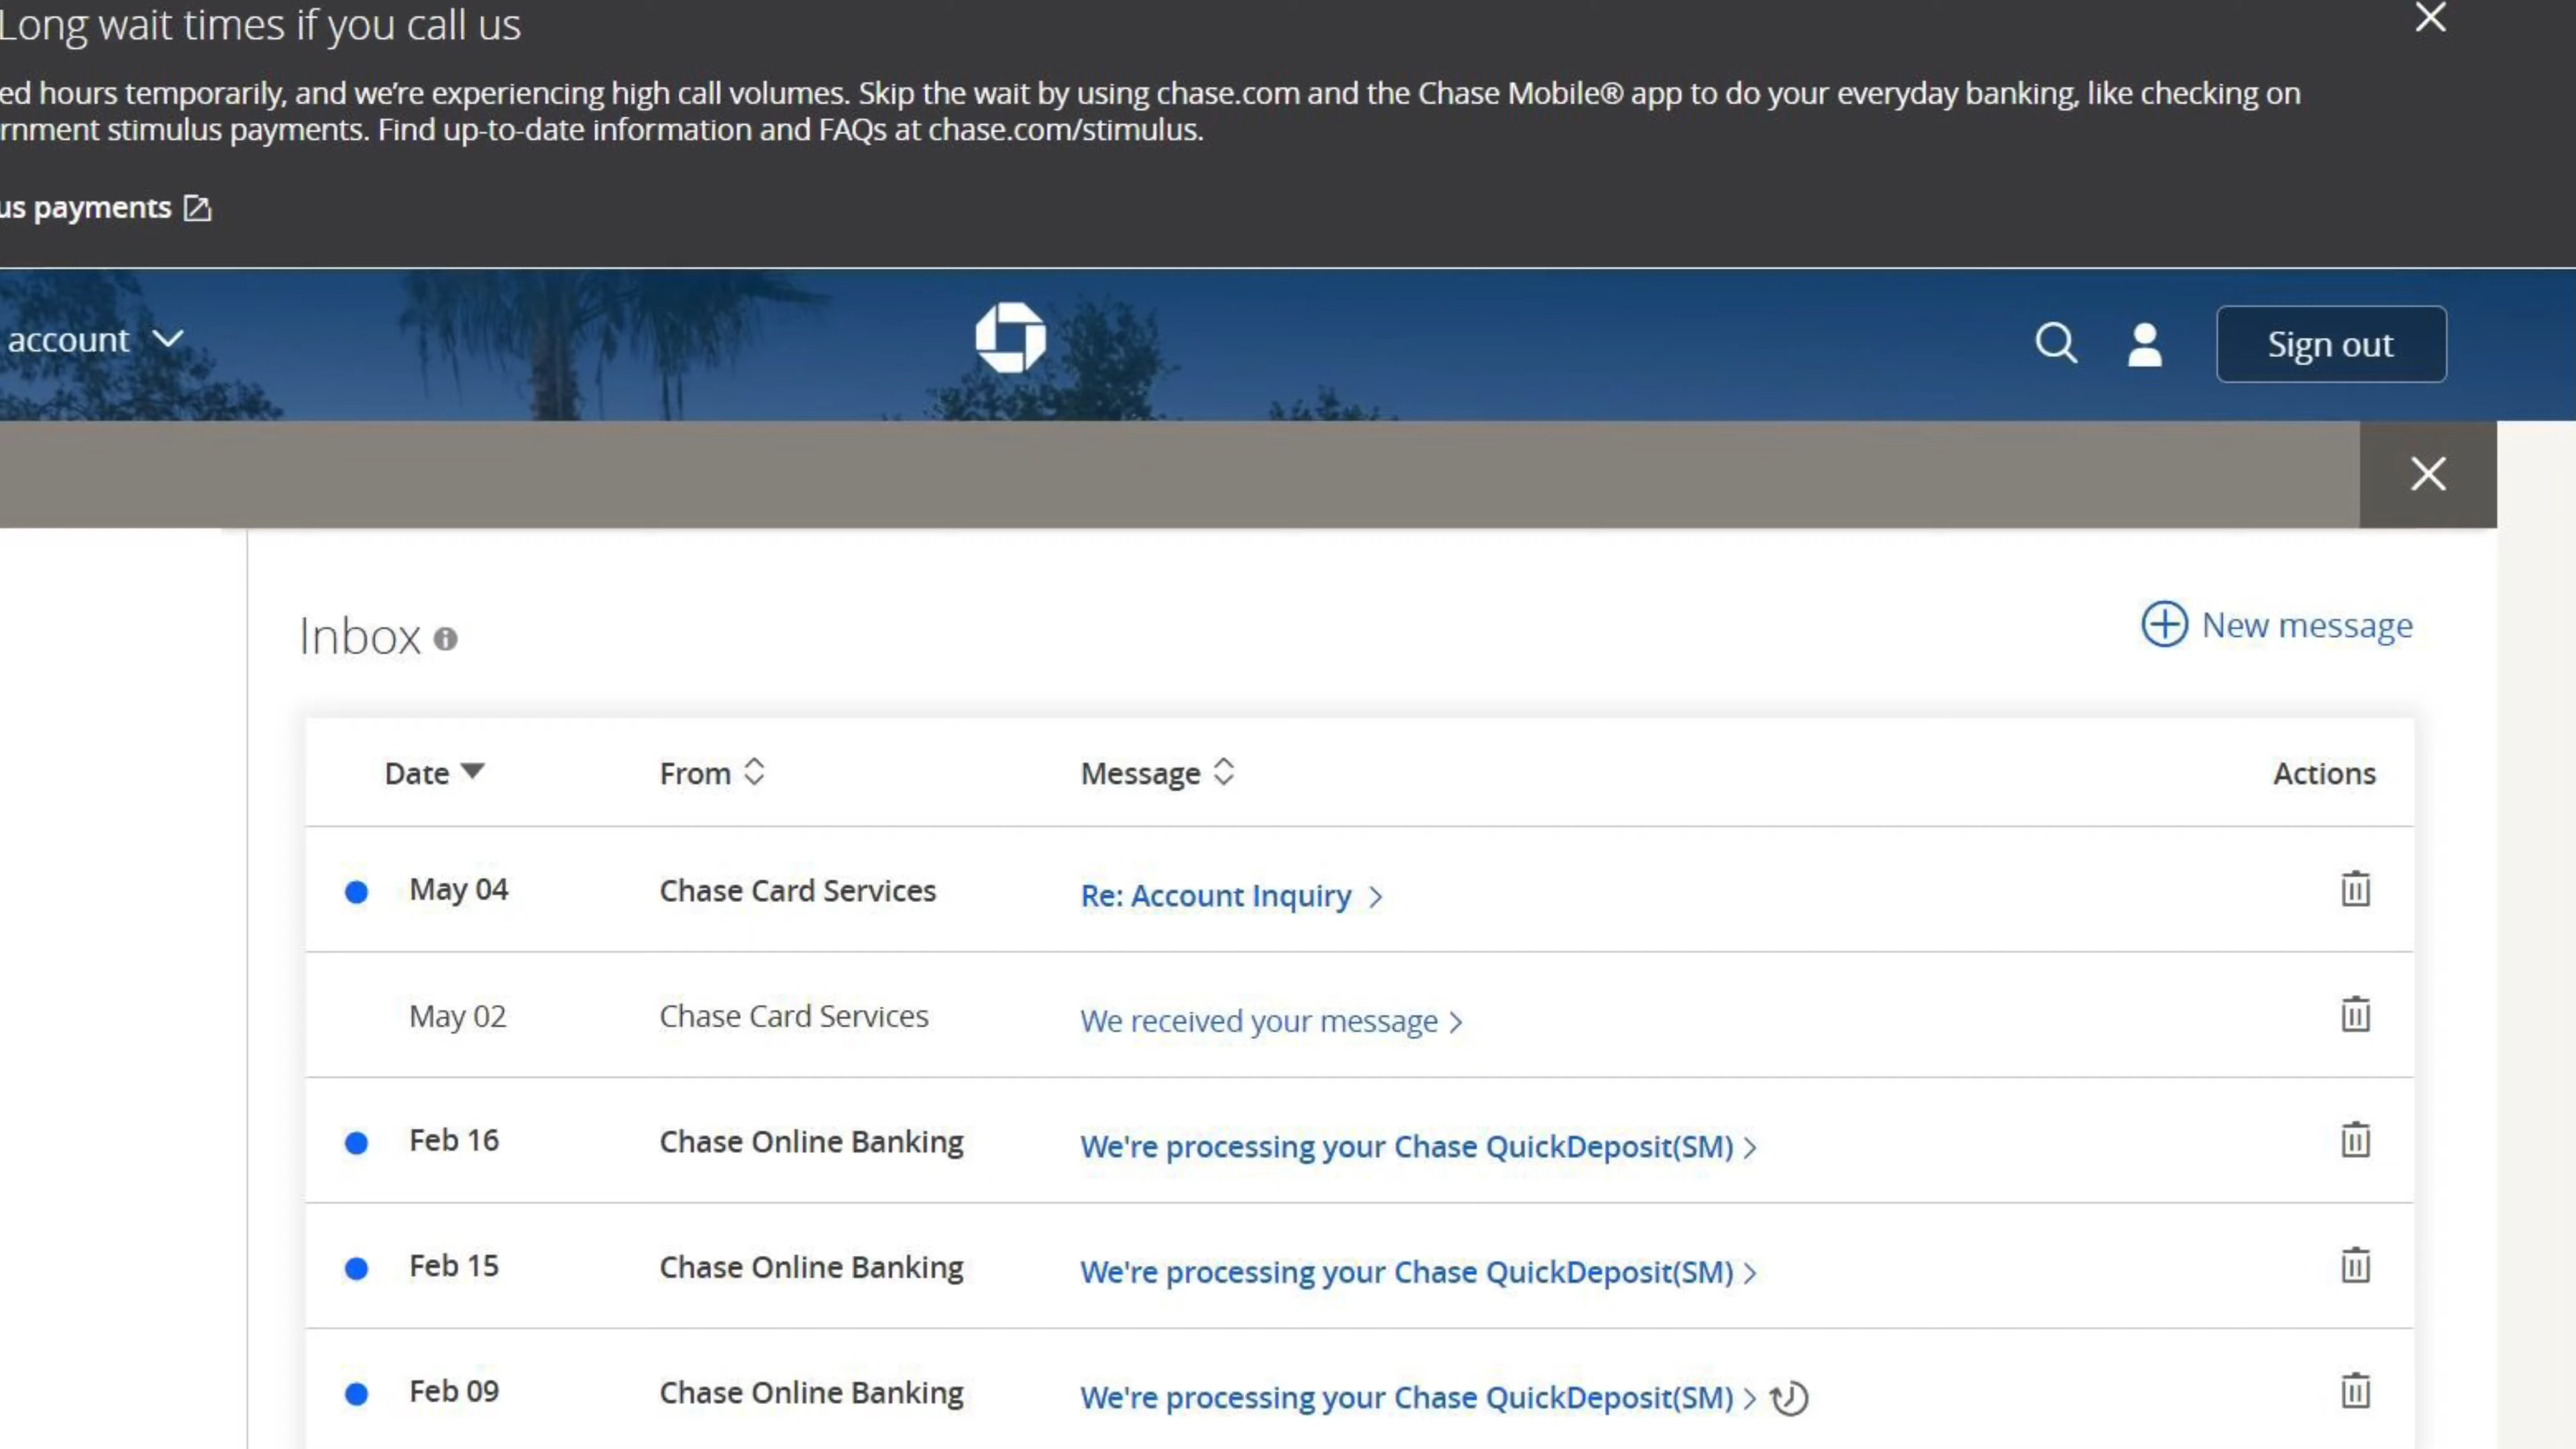 Long wait times if you call us
ed hours temporarily, and we're experiencing high call volumes. Skip the wait by using chase.com and the Chase Mobile® app to do your everyday banking, like checking on
rnment stimulus payments. Find up-to-date information and FAQs at chase.com/stimulus.
us payments
account
Sign out
Inbox
New message
Date From Message Actions
May 04 Chase Card Services Re: Account Inquiry
May 02 Chase Card Services We received your message
Feb 16 Chase Online Banking We're processing your Chase QuickDeposit(SM)
Feb 15 Chase Online Banking We're processing your Chase QuickDeposit(SM)
Feb 09 Chase Online Banking We're processing your Chase QuickDeposit(SM)